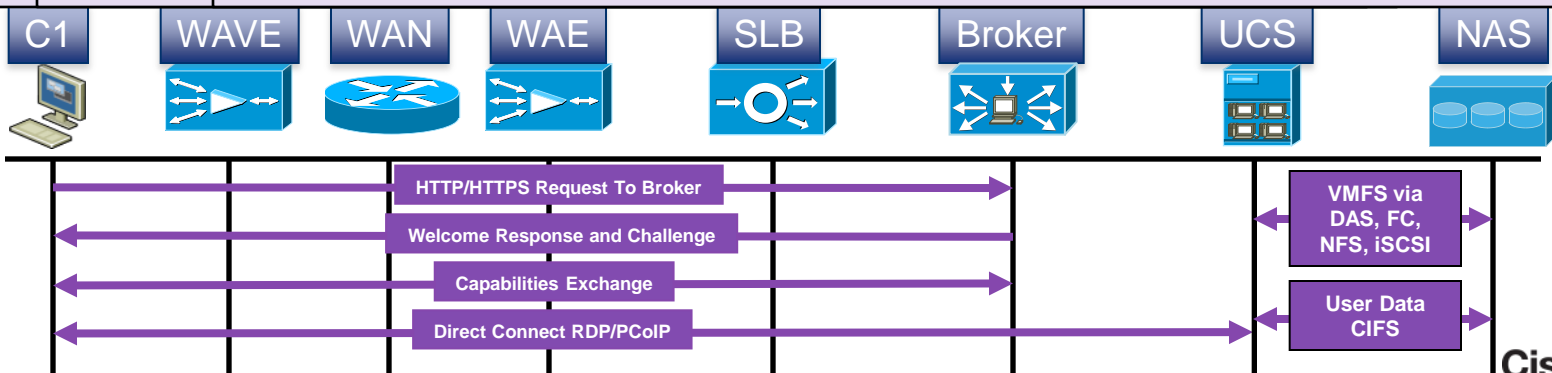 C1
WAVE
WAN
WAE
SLB
Broker
UCS
NAS
HTTP/HTTPS Request To Broker
Welcome Response and Challenge
Capabilities Exchange
Direct Connect RDP/PCoIP
VMFS via
DAS, FC,
NFS, iSCSI
User Data
CIFS
Cis